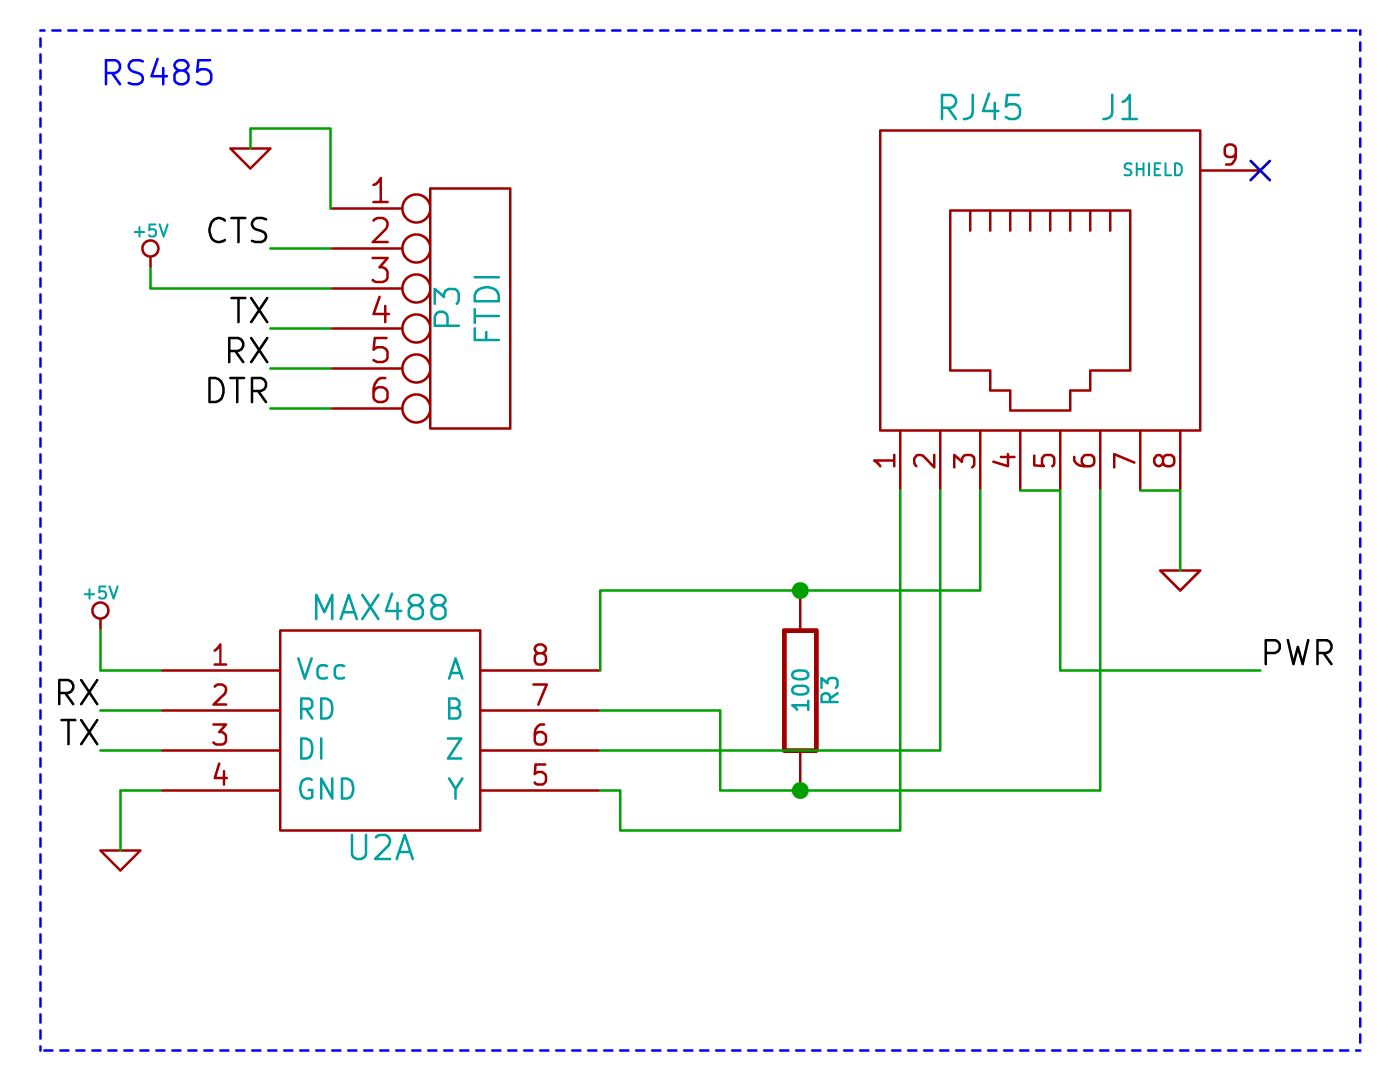 RS485
RJ45 J1
SHIELD 9
1
CTS 2
+5V
3
TX 4
RX 5
DTR 6
P3
FTDI
1 2 3 4 5 6 7 8
+5V
MAX488
1 Vcc A 8
RX 2 RD B 7
TX 3 DI Z 6
4 GND Y 5
U2A
100 R3
PWR